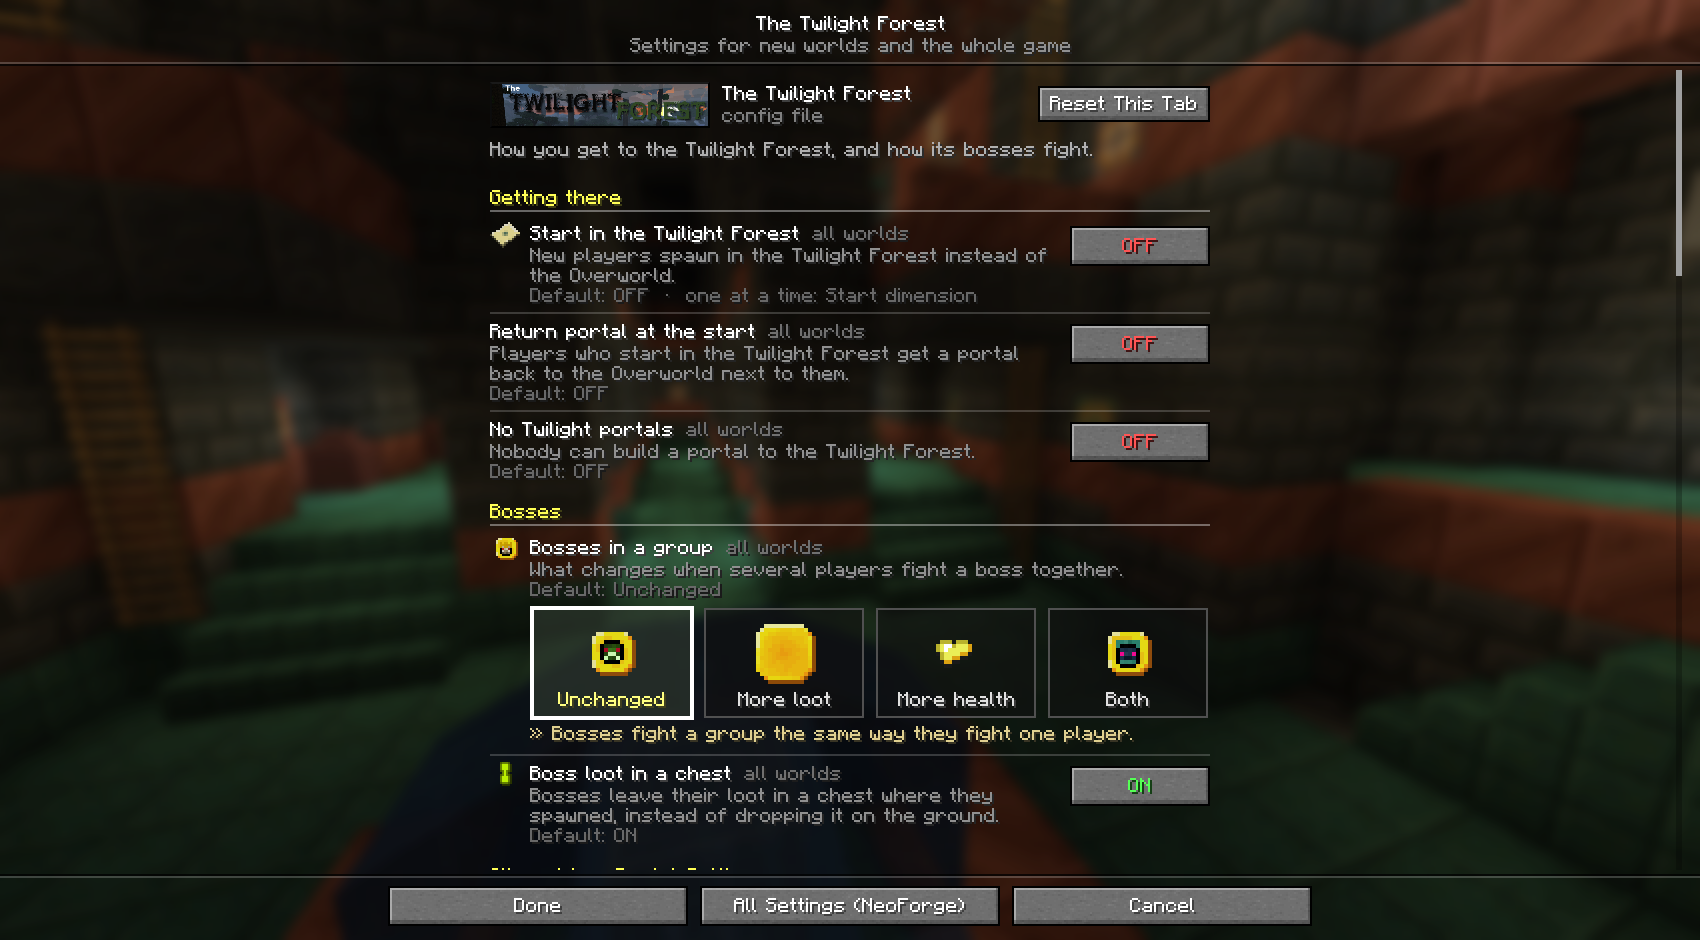 The Twilight Forest
Settings for new worlds and the whole game
The TWILIGHT FOREST
The Twilight Forest
config file
Reset This Tab
How you get to the Twilight Forest, and how its bosses fight.
Getting there
Start in the Twilight Forest all worlds
New players spawn in the Twilight Forest instead of
the Overworld.
Default: OFF · one at a time: Start dimension
OFF
Return portal at the start all worlds
Players who start in the Twilight Forest get a portal
back to the Overworld next to them.
Default: OFF
OFF
No Twilight portals all worlds
Nobody can build a portal to the Twilight Forest.
Default: OFF
OFF
Bosses
Bosses in a group all worlds
What changes when several players fight a boss together.
Default: Unchanged
Unchanged
More loot
More health
Both
» Bosses fight a group the same way they fight one player.
Boss loot in a chest all worlds
Bosses leave their loot in a chest where they
spawned, instead of dropping it on the ground.
Default: ON
ON
Done
All Settings (NeoForge)
Cancel